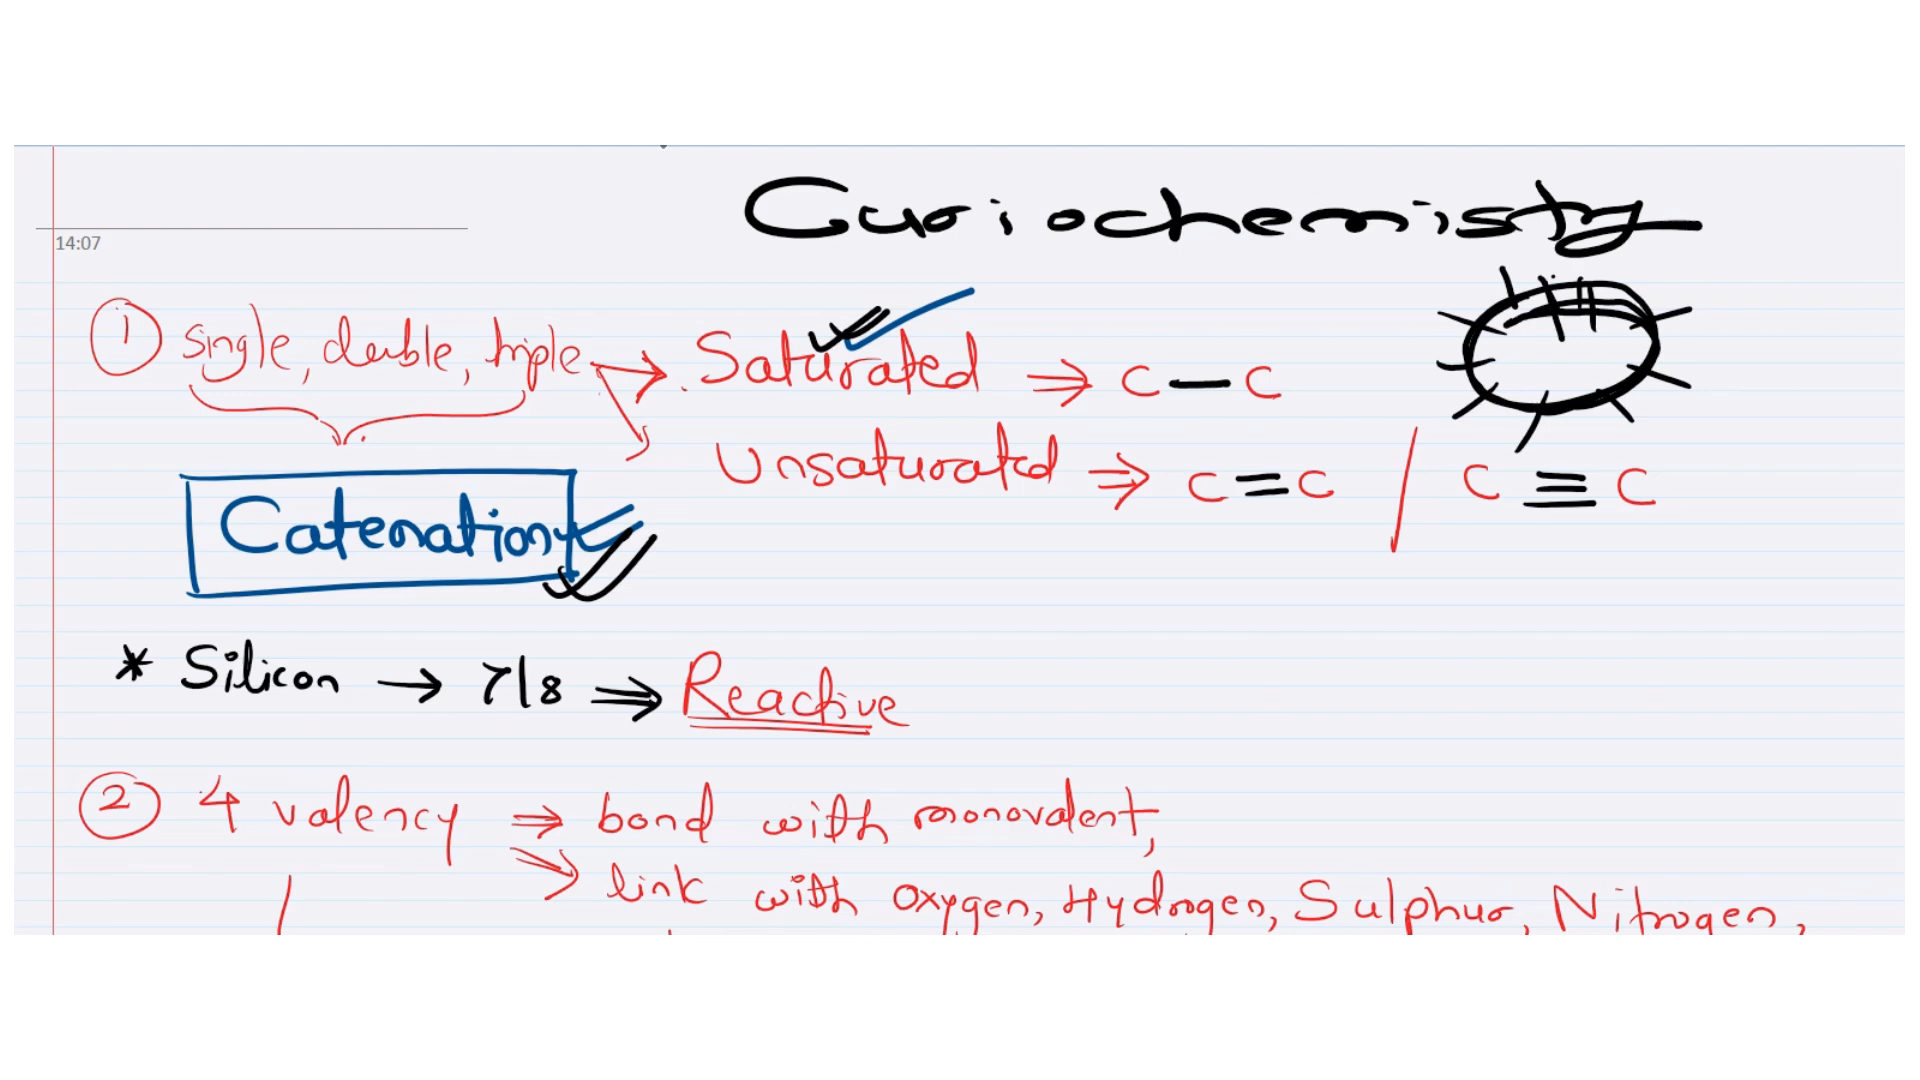 Curiochemistry
14:07
① Single, double, triple → Saturated ⇒ C – C
Unsaturated ⇒ C = C / C ≡ C
Catenation
* Silicon → 7/8 ⇒ Reactive
② 4 valency ⇒ bond with monovalent,
⇒ link with oxygen, Hydrogen, Sulphur, Nitrogen,